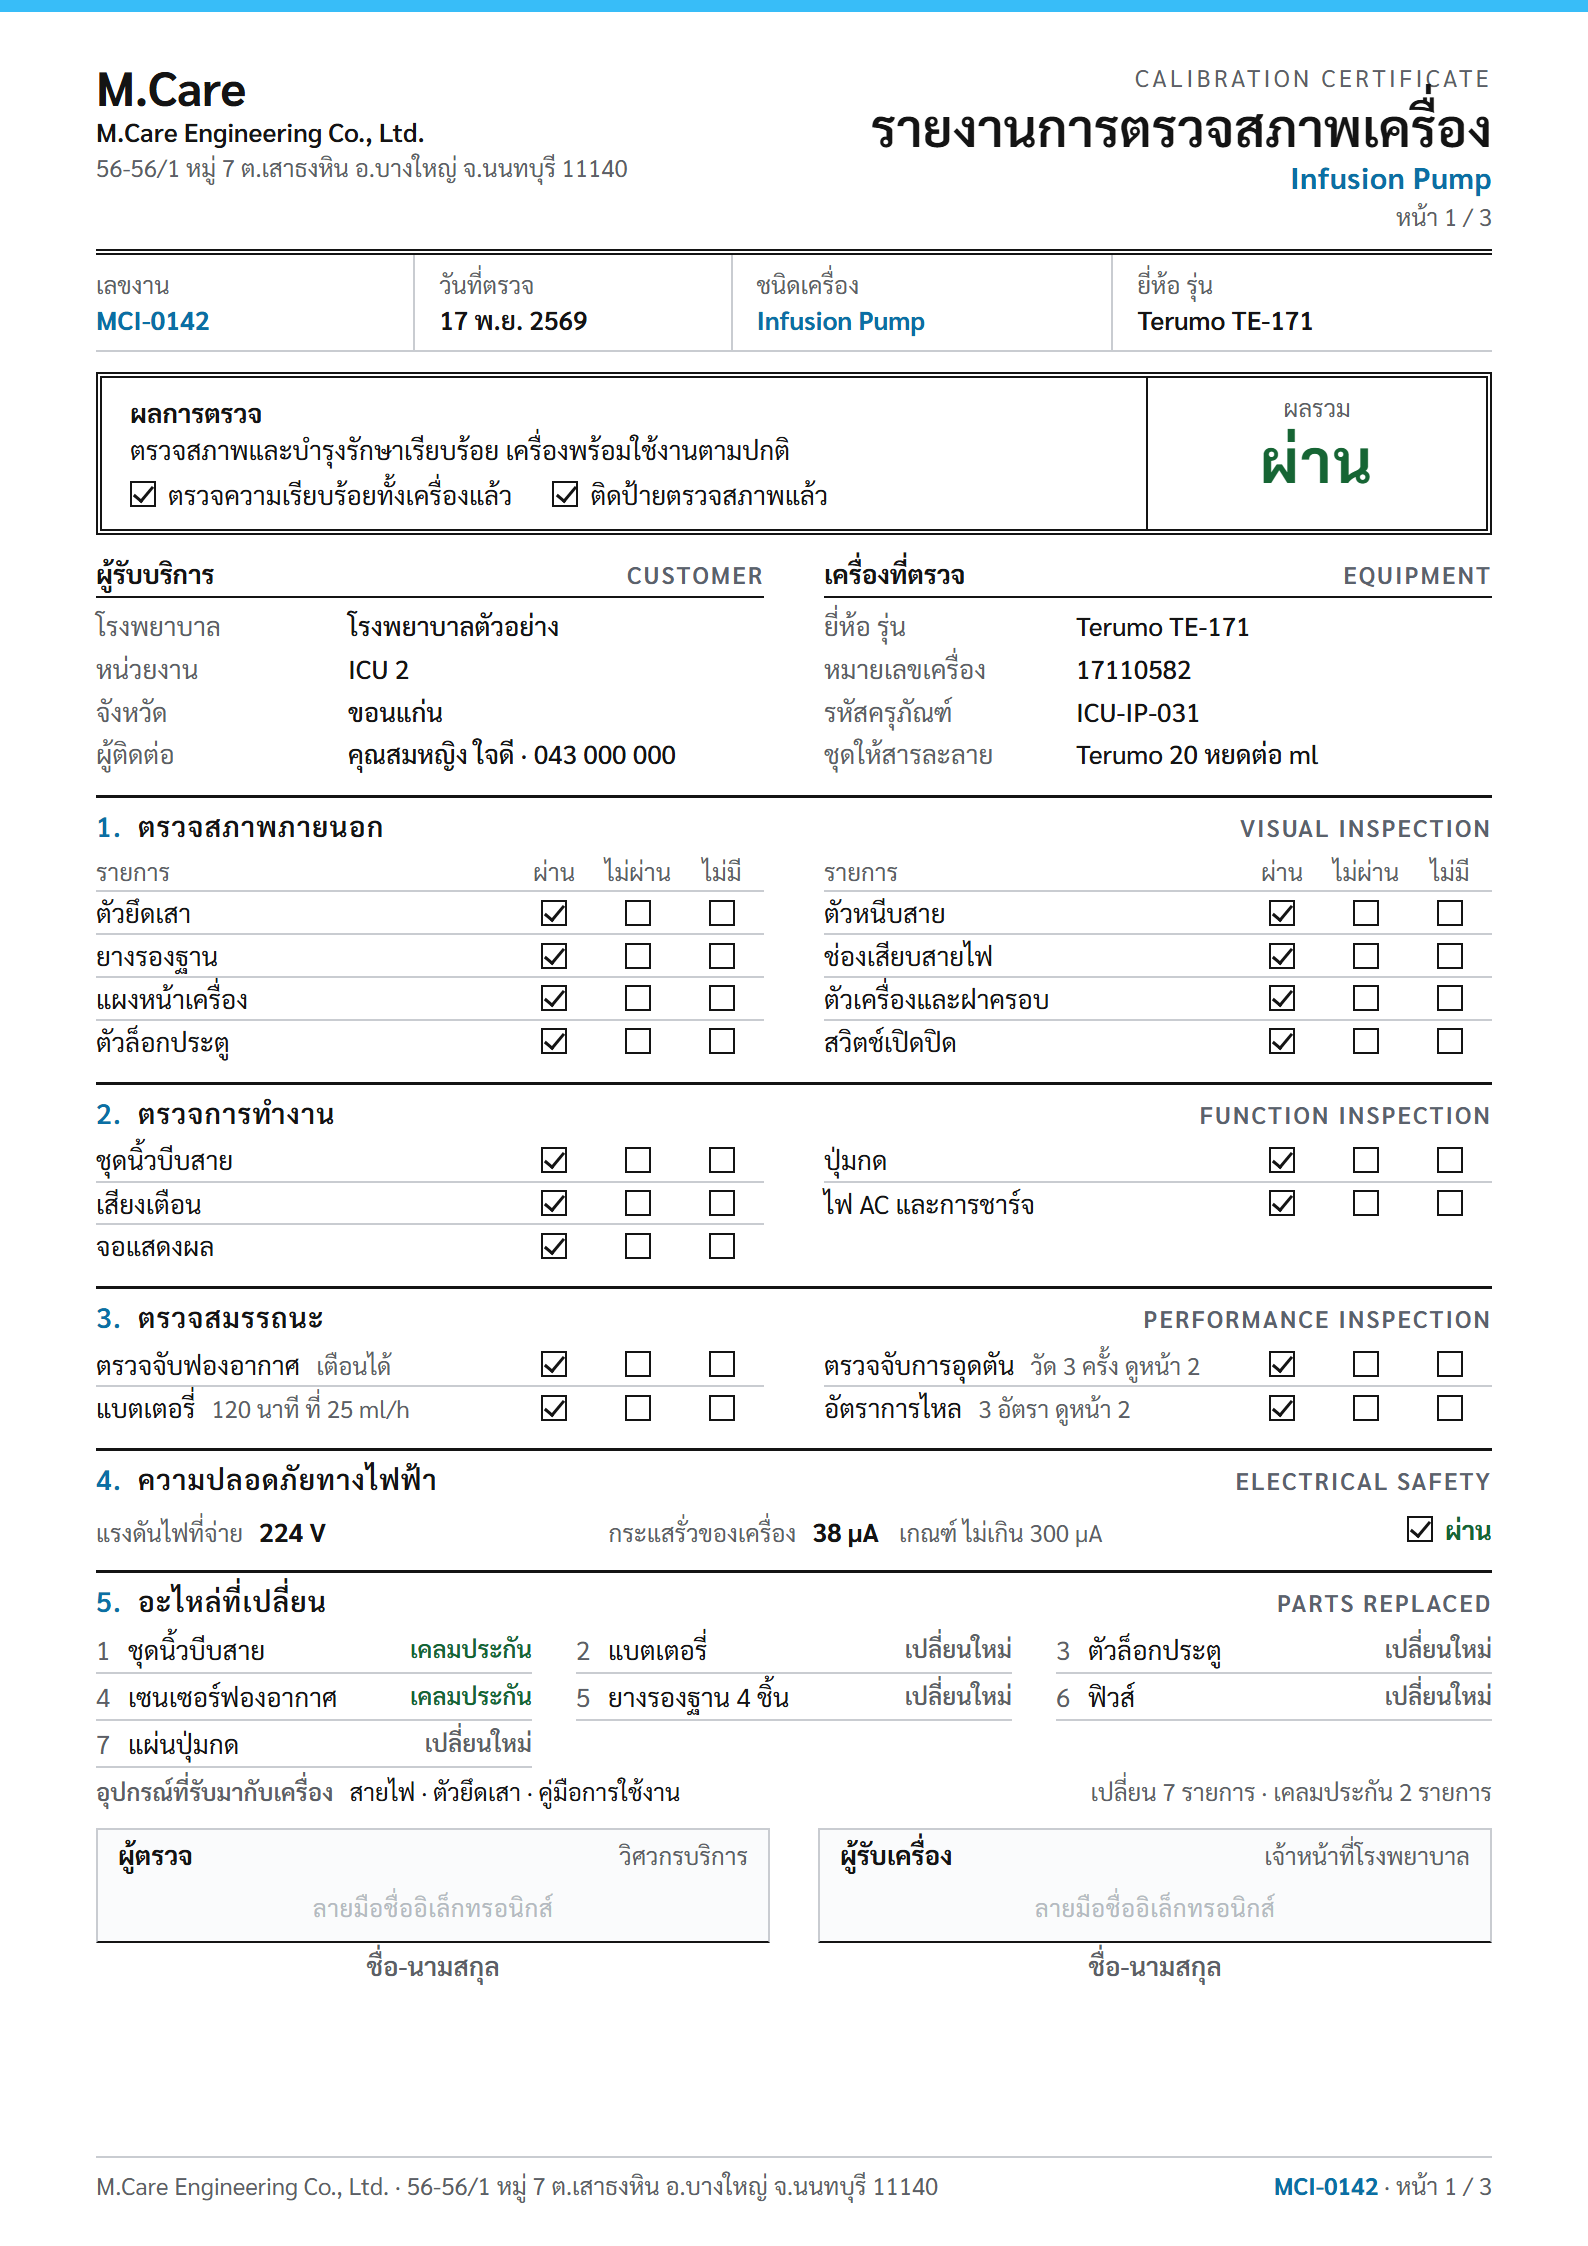 M.Care
M.Care Engineering Co., Ltd.
56-56/1 หมู่ 7 ต.เสาธงหิน อ.บางใหญ่ จ.นนทบุรี 11140
CALIBRATION CERTIFICATE
รายงานการตรวจสภาพเครื่อง
Infusion Pump
หน้า 1 / 3
เลขงาน วันที่ตรวจ ชนิดเครื่อง ยี่ห้อ รุ่น
MCI-0142 17 พ.ย. 2569 Infusion Pump Terumo TE-171
ผลการตรวจ
ตรวจสภาพและบำรุงรักษาเรียบร้อย เครื่องพร้อมใช้งานตามปกติ
ตรวจความเรียบร้อยทั้งเครื่องแล้ว ติดป้ายตรวจสภาพแล้ว
ผลรวม
ผ่าน
ผู้รับบริการ CUSTOMER
โรงพยาบาล โรงพยาบาลตัวอย่าง
หน่วยงาน ICU 2
จังหวัด ขอนแก่น
ผู้ติดต่อ คุณสมหญิง ใจดี · 043 000 000
เครื่องที่ตรวจ EQUIPMENT
ยี่ห้อ รุ่น Terumo TE-171
หมายเลขเครื่อง 17110582
รหัสครุภัณฑ์ ICU-IP-031
ชุดให้สารละลาย Terumo 20 หยดต่อ ml
1. ตรวจสภาพภายนอก VISUAL INSPECTION
รายการ ผ่าน ไม่ผ่าน ไม่มี รายการ ผ่าน ไม่ผ่าน ไม่มี
ตัวยึดเสา ตัวหนีบสาย
ยางรองฐาน ช่องเสียบสายไฟ
แผงหน้าเครื่อง ตัวเครื่องและฝาครอบ
ตัวล็อกประตู สวิตช์เปิดปิด
2. ตรวจการทำงาน FUNCTION INSPECTION
ชุดนิ้วบีบสาย ปุ่มกด
เสียงเตือน ไฟ AC และการชาร์จ
จอแสดงผล
3. ตรวจสมรรถนะ PERFORMANCE INSPECTION
ตรวจจับฟองอากาศ เตือนได้ ตรวจจับการอุดตัน วัด 3 ครั้ง ดูหน้า 2
แบตเตอรี่ 120 นาที ที่ 25 ml/h อัตราการไหล 3 อัตรา ดูหน้า 2
4. ความปลอดภัยทางไฟฟ้า ELECTRICAL SAFETY
แรงดันไฟที่จ่าย 224 V กระแสรั่วของเครื่อง 38 µA เกณฑ์ ไม่เกิน 300 µA ผ่าน
5. อะไหล่ที่เปลี่ยน PARTS REPLACED
1 ชุดนิ้วบีบสาย เคลมประกัน 2 แบตเตอรี่ เปลี่ยนใหม่ 3 ตัวล็อกประตู เปลี่ยนใหม่
4 เซนเซอร์ฟองอากาศ เคลมประกัน 5 ยางรองฐาน 4 ชิ้น เปลี่ยนใหม่ 6 ฟิวส์ เปลี่ยนใหม่
7 แผ่นปุ่มกด เปลี่ยนใหม่
อุปกรณ์ที่รับมากับเครื่อง สายไฟ · ตัวยึดเสา · คู่มือการใช้งาน เปลี่ยน 7 รายการ · เคลมประกัน 2 รายการ
ผู้ตรวจ วิศวกรบริการ ผู้รับเครื่อง เจ้าหน้าที่โรงพยาบาล
ลายมือชื่ออิเล็กทรอนิกส์ ลายมือชื่ออิเล็กทรอนิกส์
ชื่อ-นามสกุล ชื่อ-นามสกุล
M.Care Engineering Co., Ltd. · 56-56/1 หมู่ 7 ต.เสาธงหิน อ.บางใหญ่ จ.นนทบุรี 11140 MCI-0142 · หน้า 1 / 3